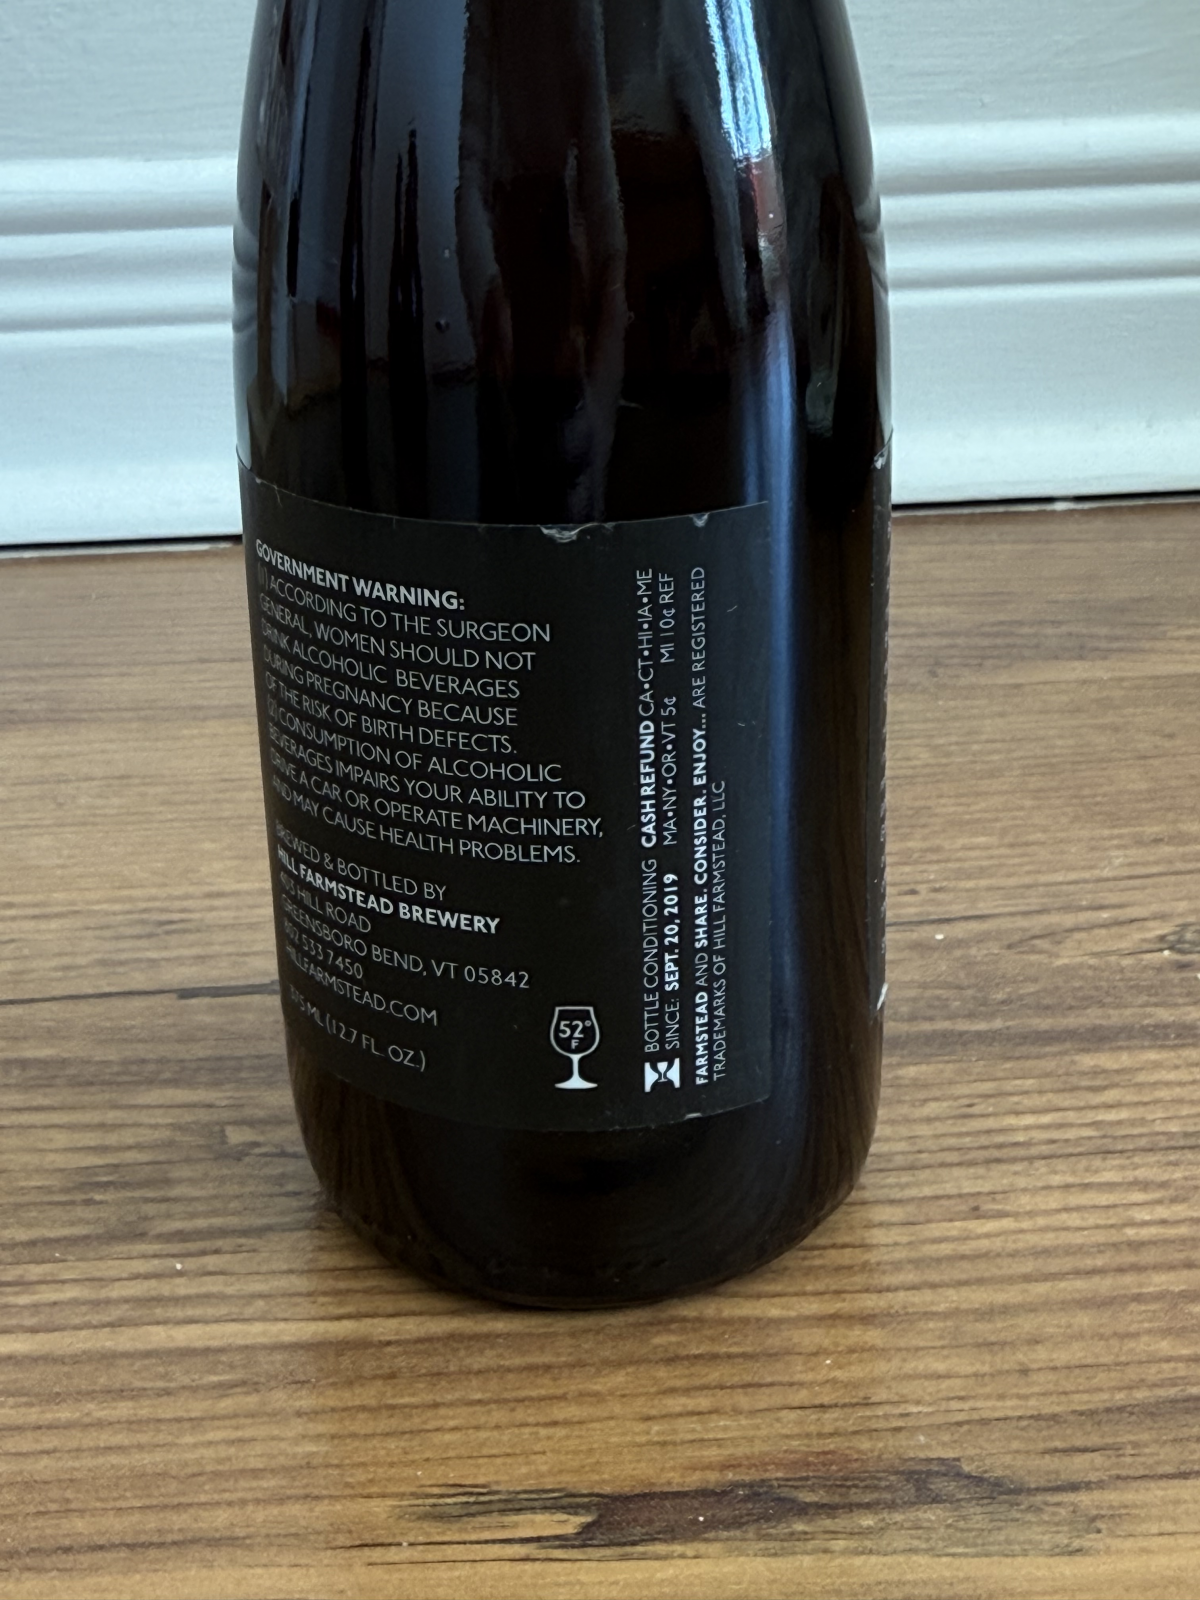 GOVERNMENT WARNING:
(1) ACCORDING TO THE SURGEON
GENERAL, WOMEN SHOULD NOT
DRINK ALCOHOLIC BEVERAGES
DURING PREGNANCY BECAUSE
OF THE RISK OF BIRTH DEFECTS.
(2) CONSUMPTION OF ALCOHOLIC
BEVERAGES IMPAIRS YOUR ABILITY TO
DRIVE A CAR OR OPERATE MACHINERY,
AND MAY CAUSE HEALTH PROBLEMS.
BREWED & BOTTLED BY
HILL FARMSTEAD BREWERY
403 HILL ROAD
GREENSBORO BEND, VT 05842
802 533 7450
HILLFARMSTEAD.COM
375 ML (12.7 FL. OZ.)
52°
F
BOTTLE CONDITIONING CASH REFUND CA•CT•HI•IA•ME
SINCE: SEPT. 20, 2019 MA•NY•OR•VT 5¢ MI 10¢ REF
FARMSTEAD AND SHARE. CONSIDER. ENJOY... ARE REGISTERED
TRADEMARKS OF HILL FARMSTEAD, LLC